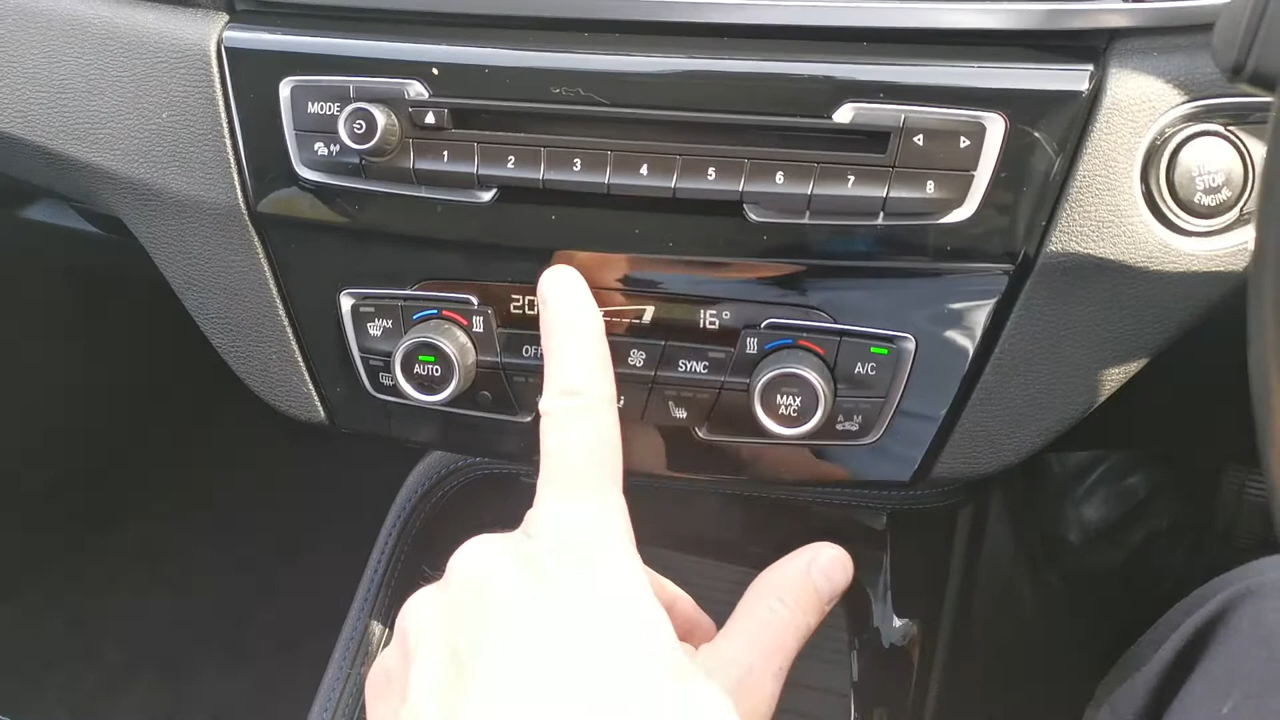 MODE
1 2 3 4 5 6 7 8
START
STOP
ENGINE
20
16°
MAX
AUTO
OFF
SYNC
MAX
A/C
A/C
A M